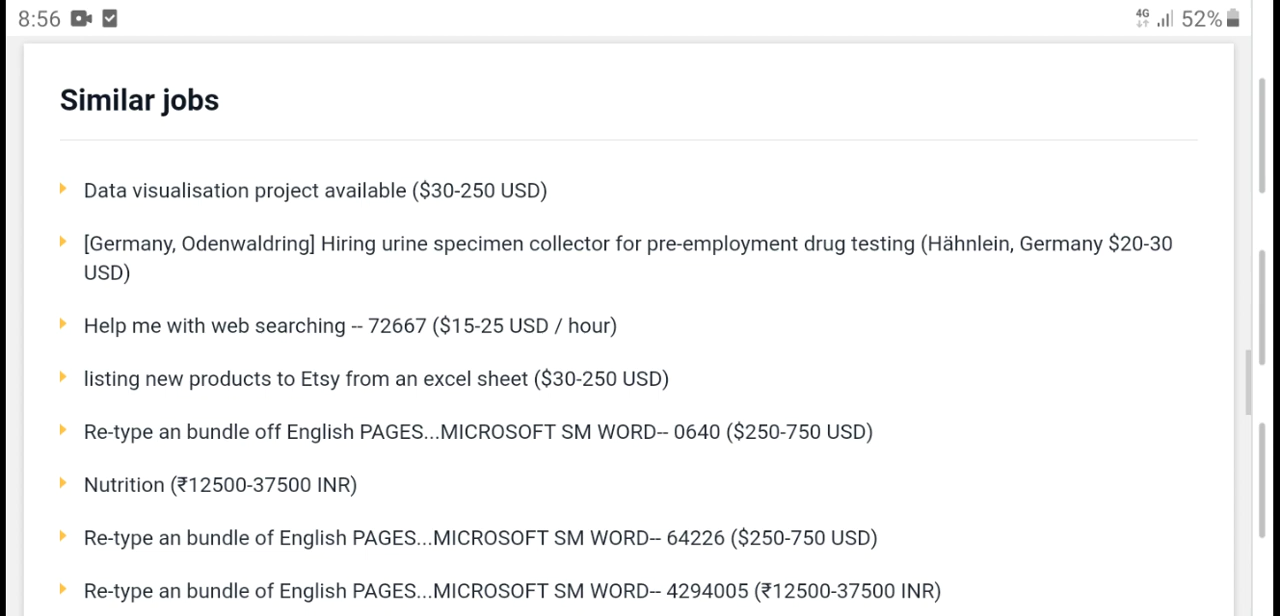 8:56 4G 52%
Similar jobs
Data visualisation project available ($30-250 USD)
[Germany, Odenwaldring] Hiring urine specimen collector for pre-employment drug testing (Hähnlein, Germany $20-30
USD)
Help me with web searching -- 72667 ($15-25 USD / hour)
listing new products to Etsy from an excel sheet ($30-250 USD)
Re-type an bundle off English PAGES...MICROSOFT SM WORD-- 0640 ($250-750 USD)
Nutrition (₹12500-37500 INR)
Re-type an bundle of English PAGES...MICROSOFT SM WORD-- 64226 ($250-750 USD)
Re-type an bundle of English PAGES...MICROSOFT SM WORD-- 4294005 (₹12500-37500 INR)